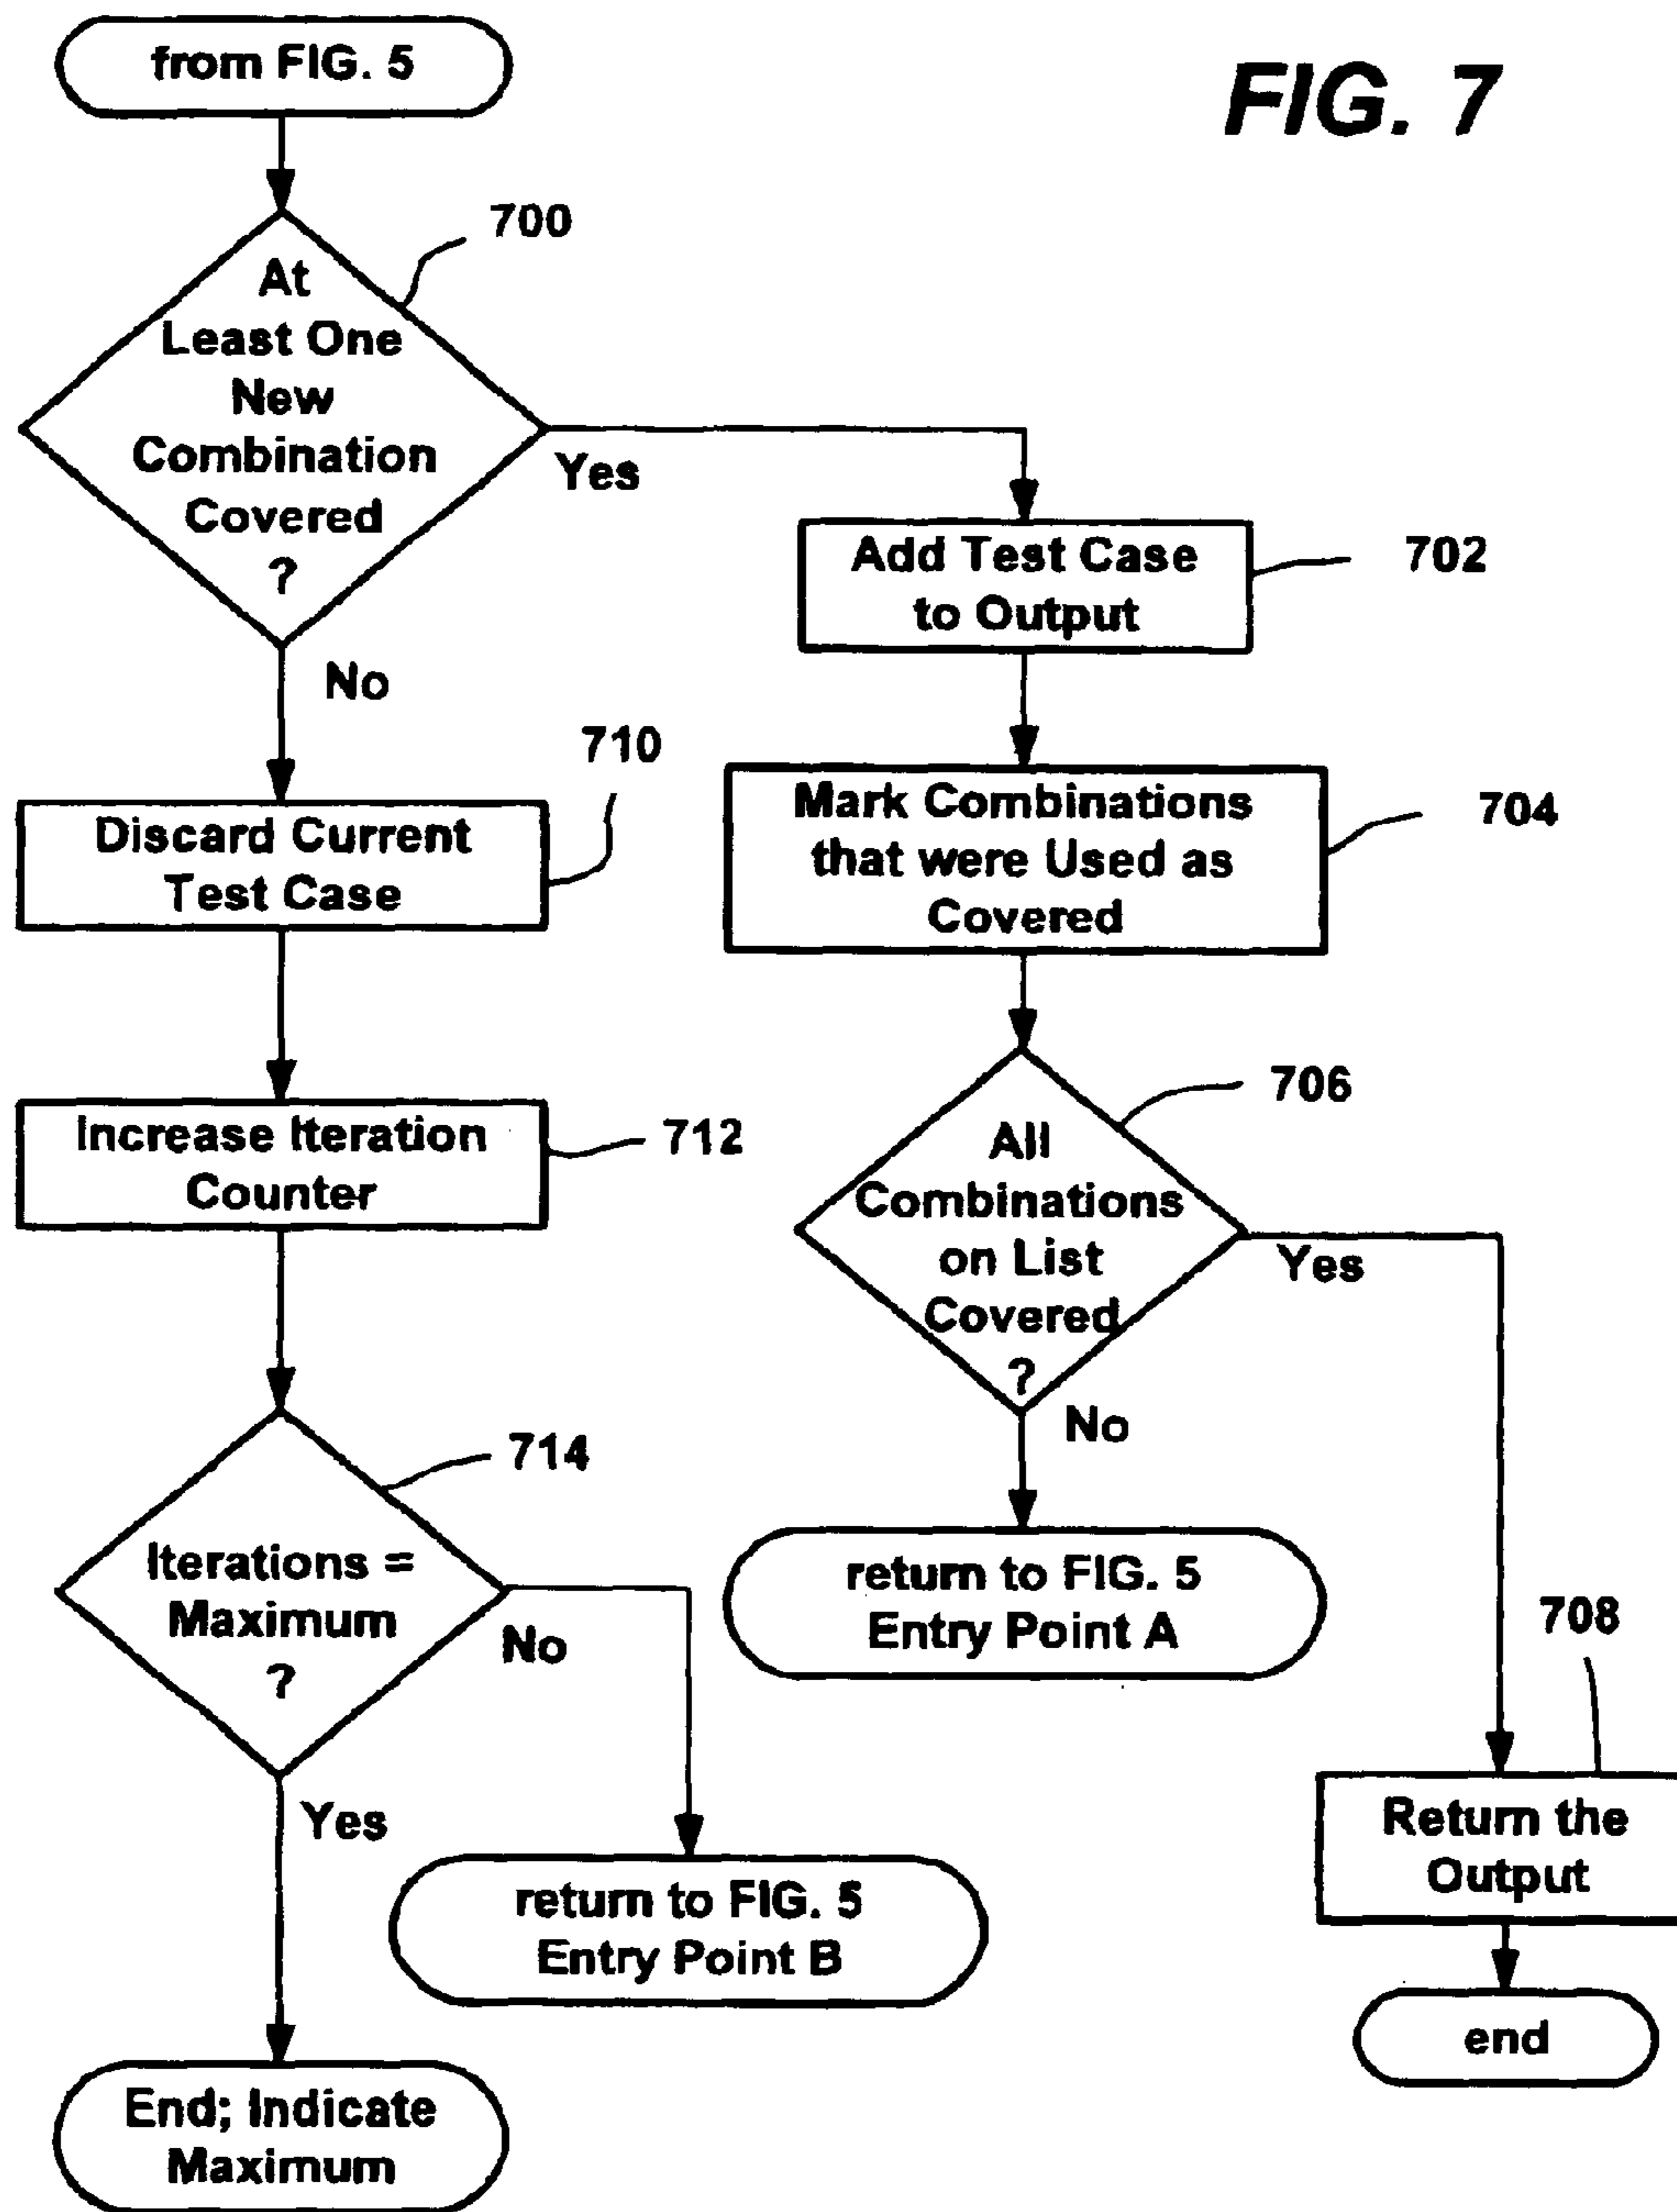 from FIG. 5
FIG. 7
700
At
Least One
New
Combination
Covered
?
Yes
No
Add Test Case
to Output
702
710
Discard Current
Test Case
Mark Combinations
that were Used as
Covered
704
Increase Iteration
Counter
712
706
All
Combinations
on List
Covered
?
Yes
No
714
Iterations =
Maximum
?
No
Yes
return to FIG. 5
Entry Point A
708
Return the
Output
return to FIG. 5
Entry Point B
end
End; Indicate
Maximum